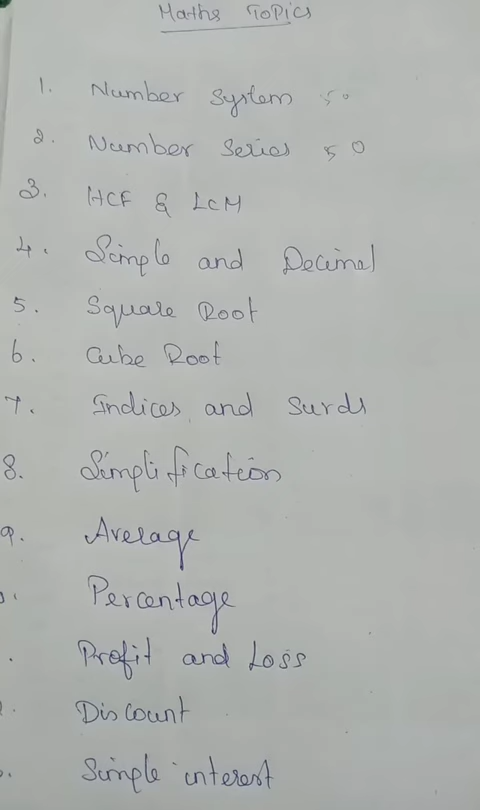 Maths Topics
1. Number System 50
2. Number Series 50
3. HCF & LCM
4. Simple and Decimal
5. Square Root
6. Cube Root
7. Indices and Surds
8. Simplification
9. Average
Percentage
Profit and Loss
Discount
Simple interest